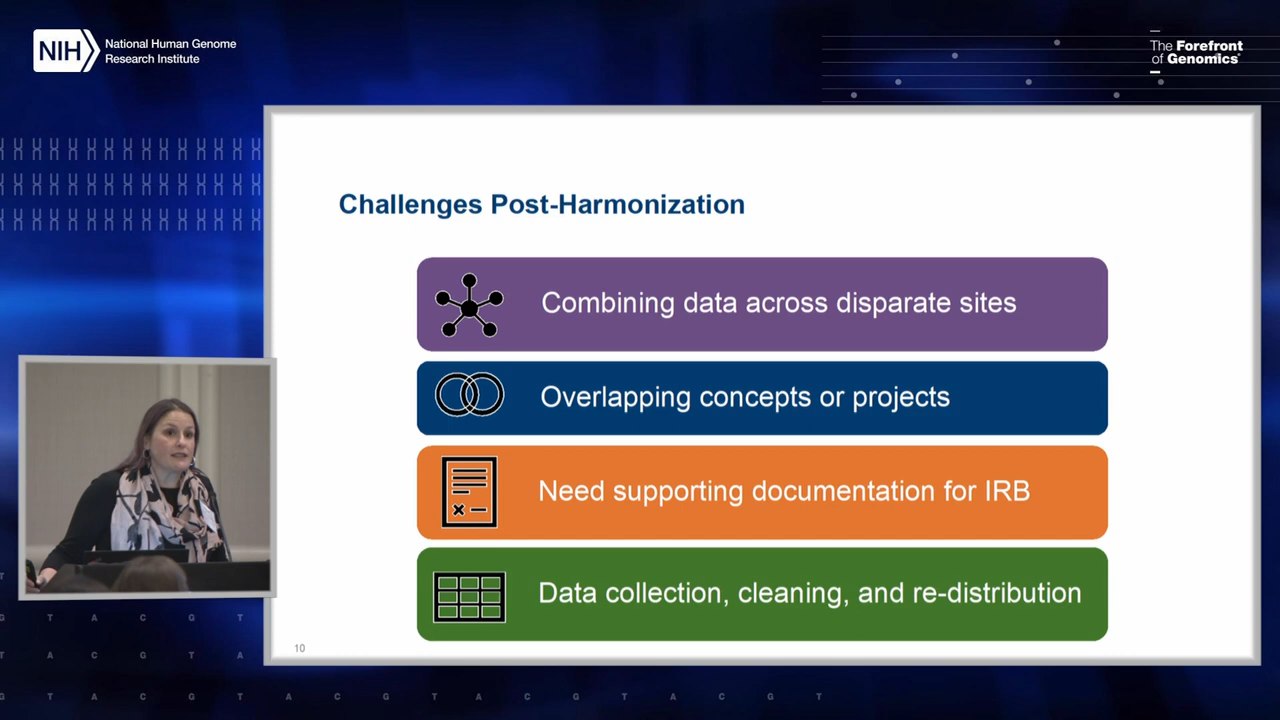 NIH
National Human Genome
Research Institute
The Forefront
of Genomics®
Challenges Post-Harmonization
Combining data across disparate sites
Overlapping concepts or projects
Need supporting documentation for IRB
Data collection, cleaning, and re-distribution
10
T
G T A C G T
T A C G T A
G T A C G T A C G T A C G T A C G T